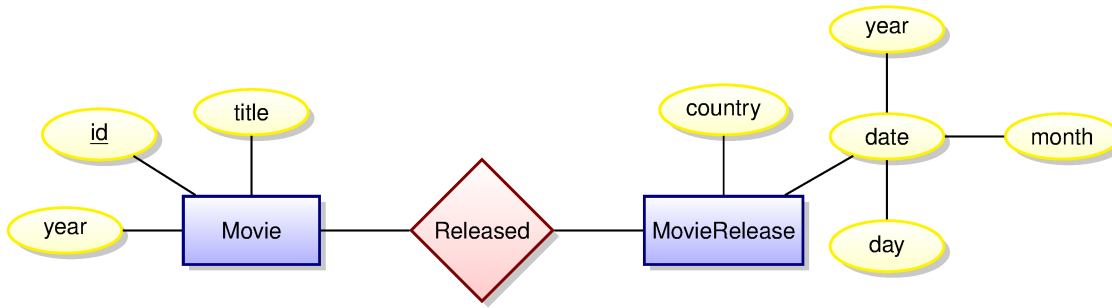 year
title
country
id
date
month
year
Movie
Released
MovieRelease
day